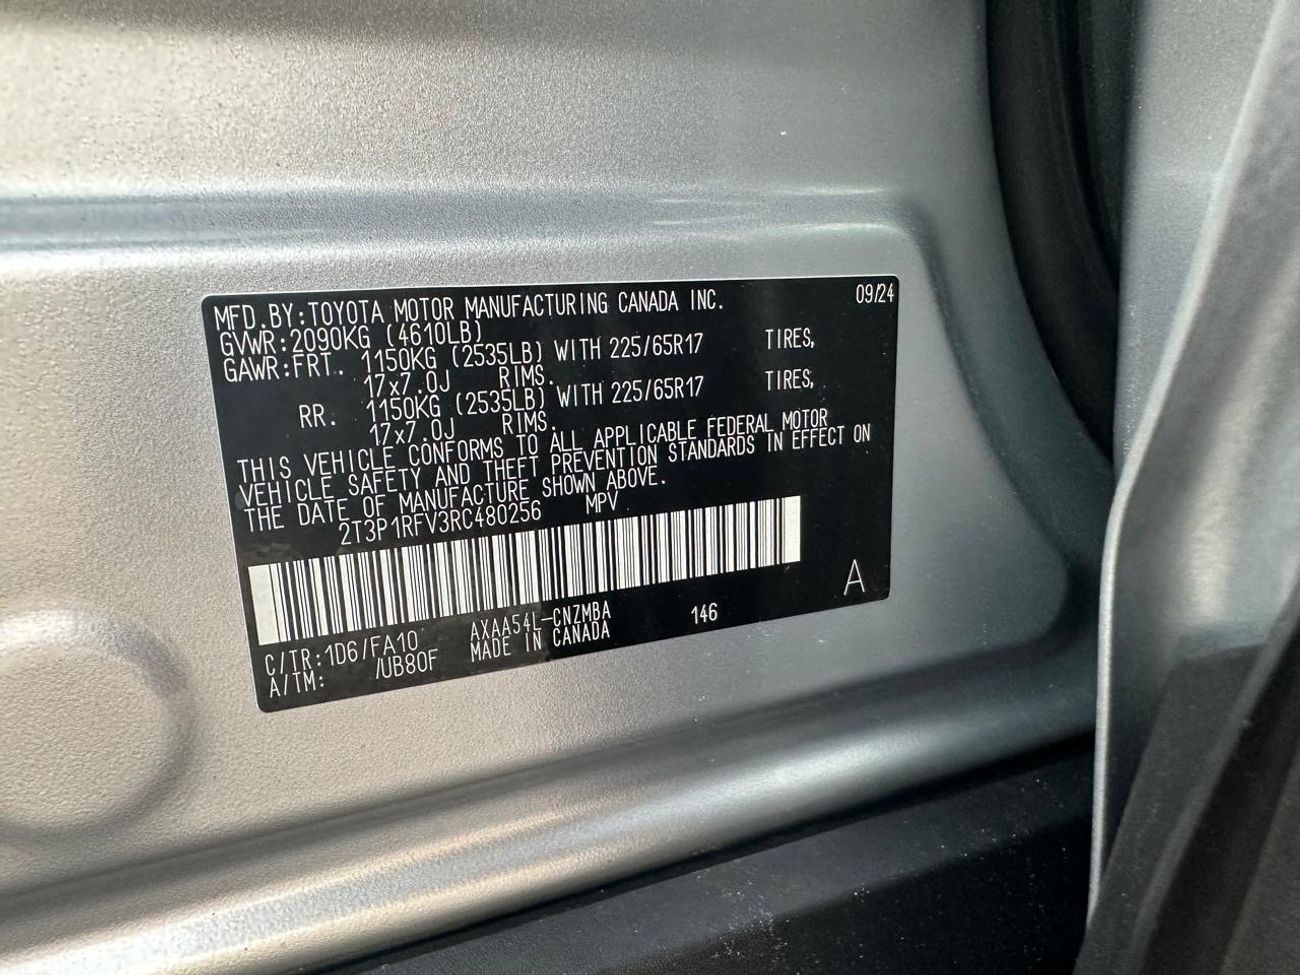 MFD.BY:TOYOTA MOTOR MANUFACTURING CANADA INC. 09/24
GVWR:2090KG (4610LB)
GAWR:FRT. 1150KG (2535LB) WITH 225/65R17 TIRES,
17x7.0J RIMS.
RR. 1150KG (2535LB) WITH 225/65R17 TIRES,
17x7.0J RIMS.
THIS VEHICLE CONFORMS TO ALL APPLICABLE FEDERAL MOTOR
VEHICLE SAFETY AND THEFT PREVENTION STANDARDS IN EFFECT ON
THE DATE OF MANUFACTURE SHOWN ABOVE.
2T3P1RFV3RC480256 MPV
A
C/TR:1D6/FA10 AXAA54L-CNZMBA 146
A/TM: /UB80F MADE IN CANADA